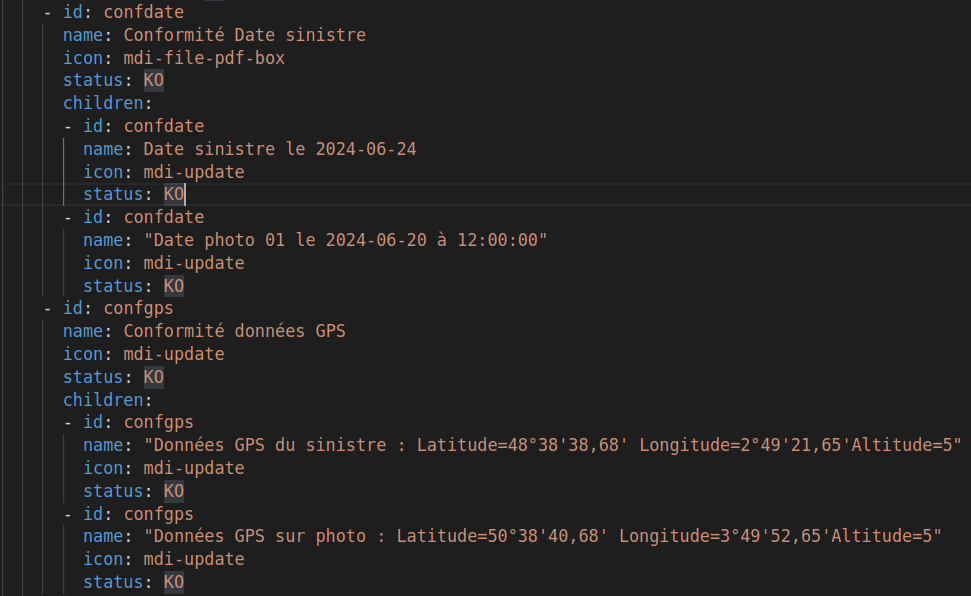 - id: confdate
name: Conformité Date sinistre
icon: mdi-file-pdf-box
status: KO
children:
- id: confdate
name: Date sinistre le 2024-06-24
icon: mdi-update
status: KO
- id: confdate
name: "Date photo 01 le 2024-06-20 à 12:00:00"
icon: mdi-update
status: KO
- id: confgps
name: Conformité données GPS
icon: mdi-update
status: KO
children:
- id: confgps
name: "Données GPS du sinistre : Latitude=48°38'38,68' Longitude=2°49'21,65'Altitude=5"
icon: mdi-update
status: KO
- id: confgps
name: "Données GPS sur photo : Latitude=50°38'40,68' Longitude=3°49'52,65'Altitude=5"
icon: mdi-update
status: KO